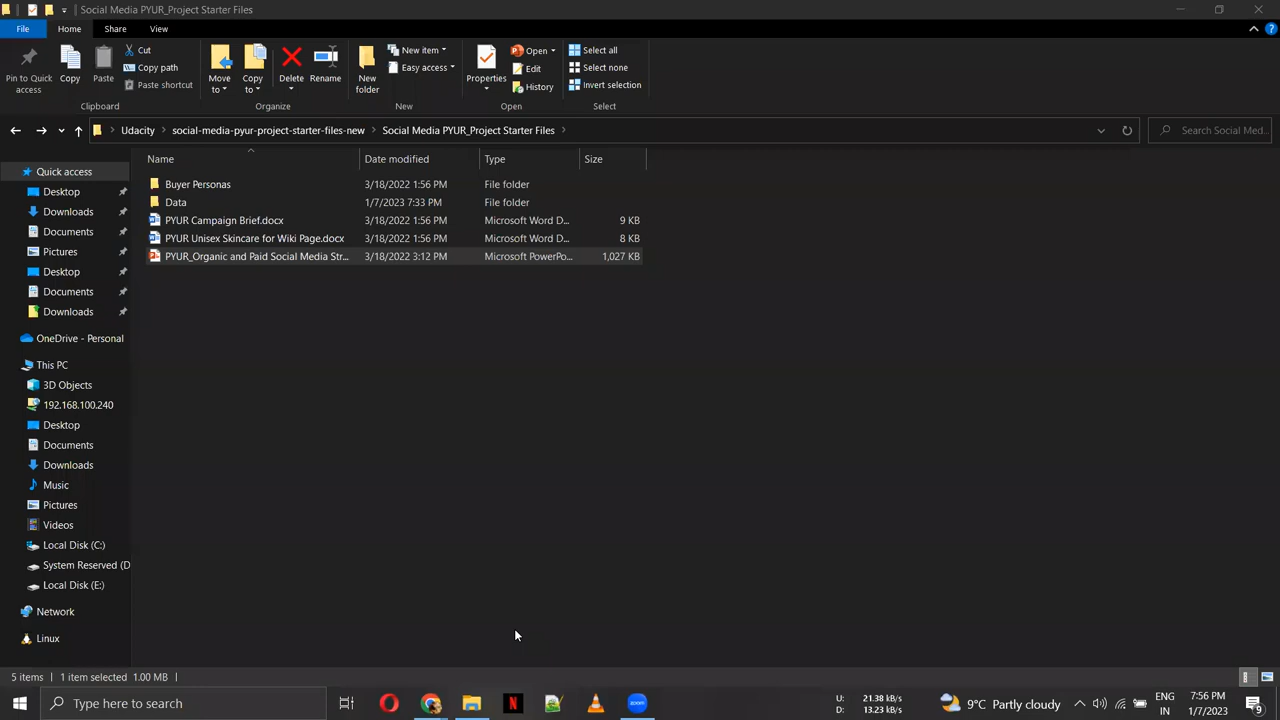 Social Media PYUR_Project Starter Files
File Home Share View
Pin to Quick access
Copy
Paste
Cut
Copy path
Paste shortcut
Move to
Copy to
Delete
Rename
New folder
New item
Easy access
Properties
Open
Edit
History
Select all
Select none
Invert selection
Clipboard Organize New Open Select
Udacity social-media-pyur-project-starter-files-new Social Media PYUR_Project Starter Files
Search Social Med...
Name Date modified Type Size
Buyer Personas 3/18/2022 1:56 PM File folder
Data 1/7/2023 7:33 PM File folder
PYUR Campaign Brief.docx 3/18/2022 1:56 PM Microsoft Word D... 9 KB
PYUR Unisex Skincare for Wiki Page.docx 3/18/2022 1:56 PM Microsoft Word D... 8 KB
PYUR_Organic and Paid Social Media Str... 3/18/2022 3:12 PM Microsoft PowerPo... 1,027 KB
Quick access
Desktop
Downloads
Documents
Pictures
Desktop
Documents
Downloads
OneDrive - Personal
This PC
3D Objects
192.168.100.240
Desktop
Documents
Downloads
Music
Pictures
Videos
Local Disk (C:)
System Reserved (D
Local Disk (E:)
Network
Linux
5 items 1 item selected 1.00 MB
Type here to search
N
zoom
U: 21.38 kB/s
D: 13.23 kB/s
9°C Partly cloudy
ENG
IN
7:56 PM
1/7/2023
9